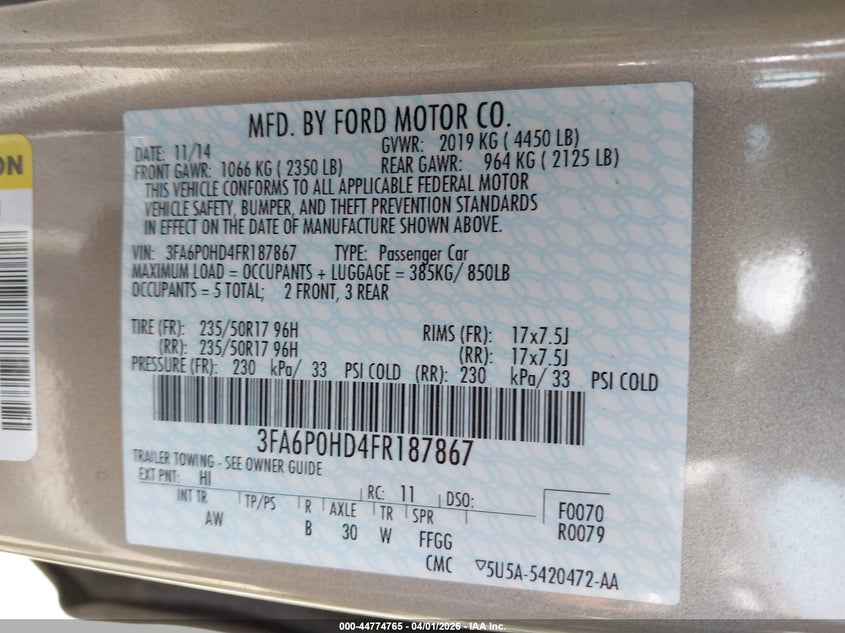 ON
MFD. BY FORD MOTOR CO.
DATE: 11/14 GVWR: 2019 KG ( 4450 LB)
FRONT GAWR: 1066 KG ( 2350 LB) REAR GAWR: 964 KG ( 2125 LB)
THIS VEHICLE CONFORMS TO ALL APPLICABLE FEDERAL MOTOR
VEHICLE SAFETY, BUMPER, AND THEFT PREVENTION STANDARDS
IN EFFECT ON THE DATE OF MANUFACTURE SHOWN ABOVE.
VIN: 3FA6P0HD4FR187867 TYPE: Passenger Car
MAXIMUM LOAD = OCCUPANTS + LUGGAGE = 385KG/ 850LB
OCCUPANTS = 5 TOTAL; 2 FRONT, 3 REAR
TIRE (FR): 235/50R17 96H RIMS (FR): 17x7.5J
(RR): 235/50R17 96H (RR): 17x7.5J
PRESSURE (FR): 230 kPa/ 33 PSI COLD (RR): 230 kPa/ 33 PSI COLD
3FA6P0HD4FR187867
TRAILER TOWING - SEE OWNER GUIDE
EXT PNT: HI RC: 11 DSO: F0070
INT TR TP/PS R AXLE TR SPR R0079
AW B 30 W FFGG
CMC ▽5U5A-5420472-AA
000-44774765 - 04/01/2026 - IAA Inc.